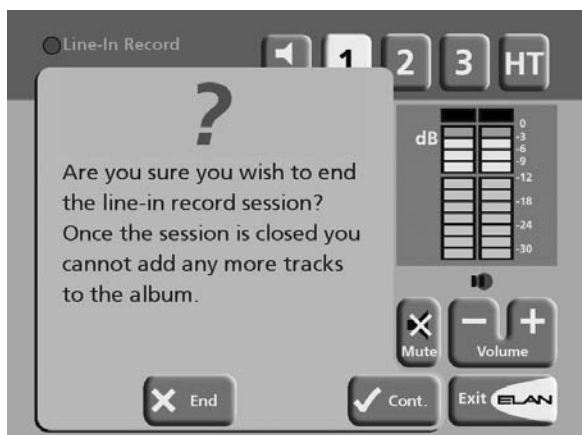 Line-In Record
1 2 3 HT
?
Are you sure you wish to end
the line-in record session?
Once the session is closed you
cannot add any more tracks
to the album.
dB
0
-3
-6
-9
-12
-18
-24
-30
Mute
Volume
End
Cont.
Exit ELAN